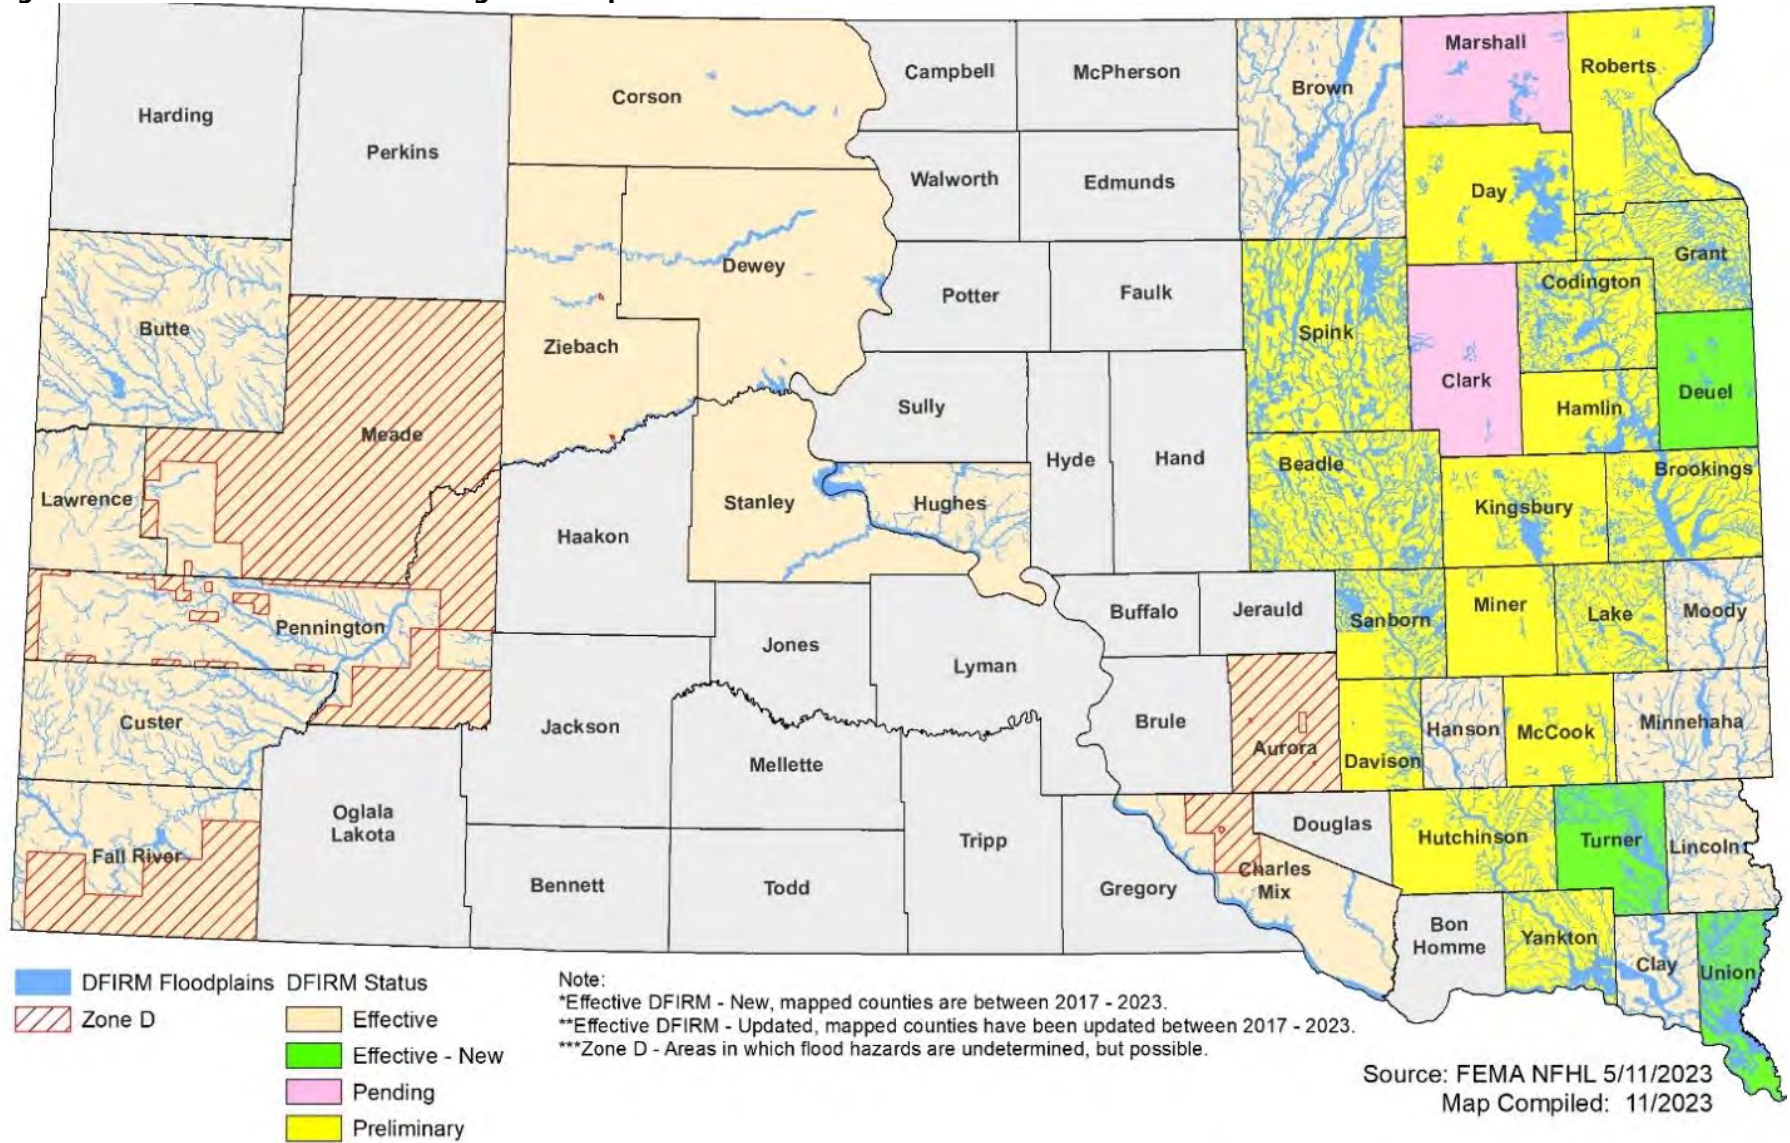 Harding
Perkins
Corson
Campbell
McPherson
Brown
Marshall
Roberts
Walworth
Edmunds
Day
Grant
Butte
Ziebach
Dewey
Potter
Faulk
Spink
Codington
Clark
Hamlin
Deuel
Meade
Sully
Lawrence
Haakon
Stanley
Hughes
Hyde
Hand
Beadle
Kingsbury
Brookings
Pennington
Jones
Lyman
Buffalo
Jerauld
Sanborn
Miner
Lake
Moody
Custer
Jackson
Mellette
Brule
Aurora
Davison
Hanson
McCook
Minnehaha
Fall River
Oglala
Lakota
Bennett
Todd
Tripp
Gregory
Charles
Mix
Douglas
Hutchinson
Turner
Lincoln
Bon
Homme
Yankton
Clay
Union
DFIRM Floodplains
Zone D
DFIRM Status
Effective
Effective - New
Pending
Preliminary
Note:
*Effective DFIRM - New, mapped counties are between 2017 - 2023.
**Effective DFIRM - Updated, mapped counties have been updated between 2017 - 2023.
***Zone D - Areas in which flood hazards are undetermined, but possible.
Source: FEMA NFHL 5/11/2023
Map Compiled: 11/2023